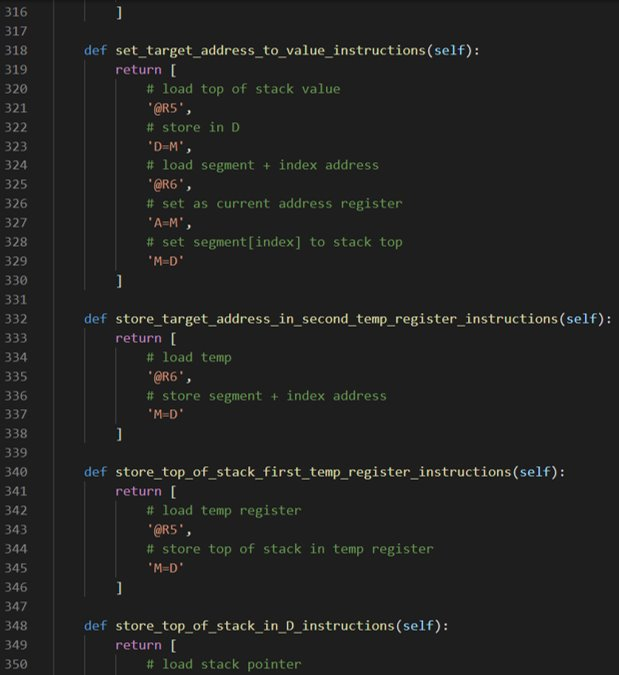 316             ]
317
318         def set_target_address_to_value_instructions(self):
319             return [
320                 # load top of stack value
321                 '@R5',
322                 # store in D
323                 'D=M',
324                 # load segment + index address
325                 '@R6',
326                 # set as current address register
327                 'A=M',
328                 # set segment[index] to stack top
329                 'M=D'
330             ]
331
332         def store_target_address_in_second_temp_register_instructions(self):
333             return [
334                 # load temp
335                 '@R6',
336                 # store segment + index address
337                 'M=D'
338             ]
339
340         def store_top_of_stack_first_temp_register_instructions(self):
341             return [
342                 # load temp register
343                 '@R5',
344                 # store top of stack in temp register
345                 'M=D'
346             ]
347
348         def store_top_of_stack_in_D_instructions(self):
349             return [
350                 # load stack pointer